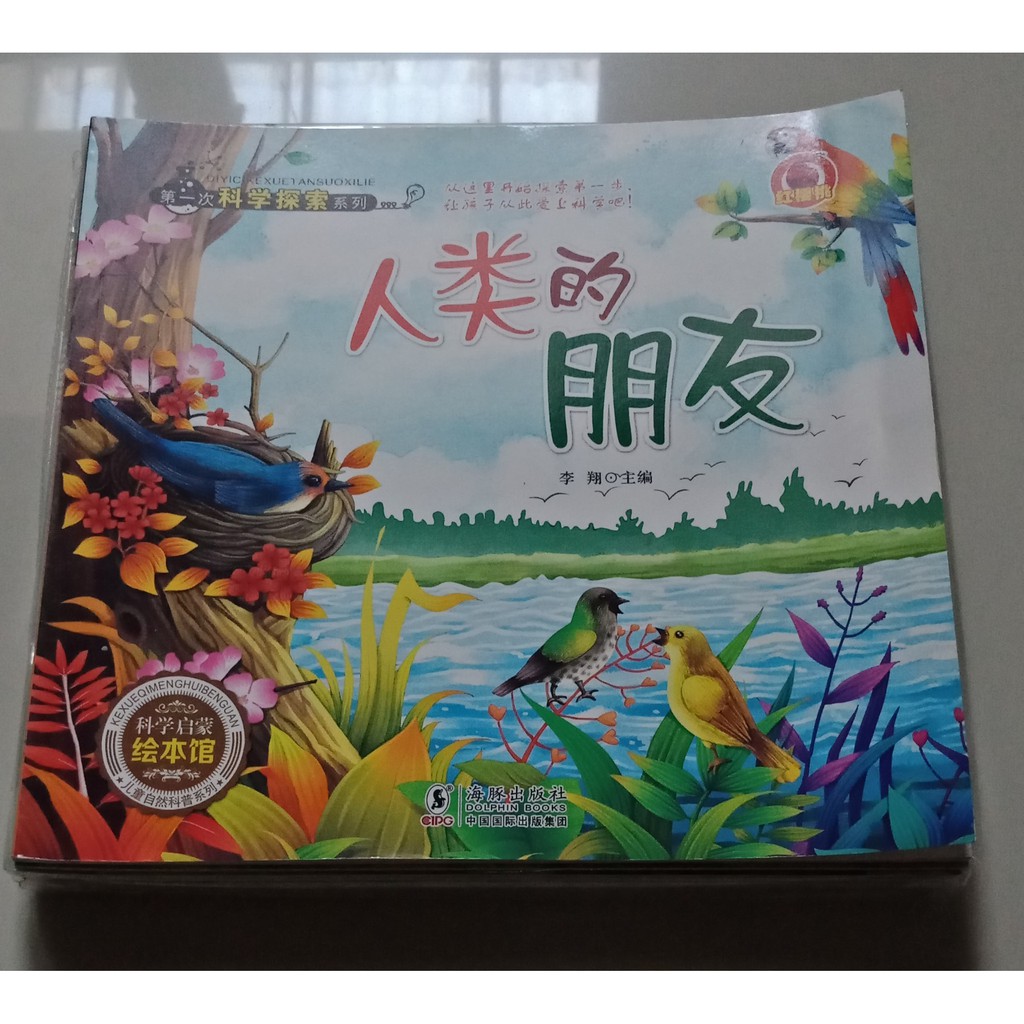 DIYICIKEXUETANSUOXILIE
第一次科学探索系列
从这里开始探索第一步，
让孩子从此爱上科学吧！
红樱桃
人类的
朋友
李 翔⊙主编
KEXUEQIMENGHUIBENGUAN
科学启蒙
绘本馆
★儿童自然科普系列★
海豚出版社
DOLPHIN BOOKS
CIPG 中国国际出版集团